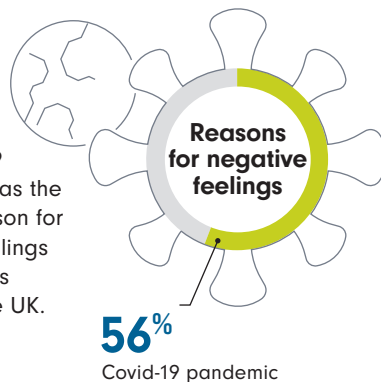 Reasons
for negative
feelings
as the
son for
lings
s
e UK.
56%
Covid-19 pandemic